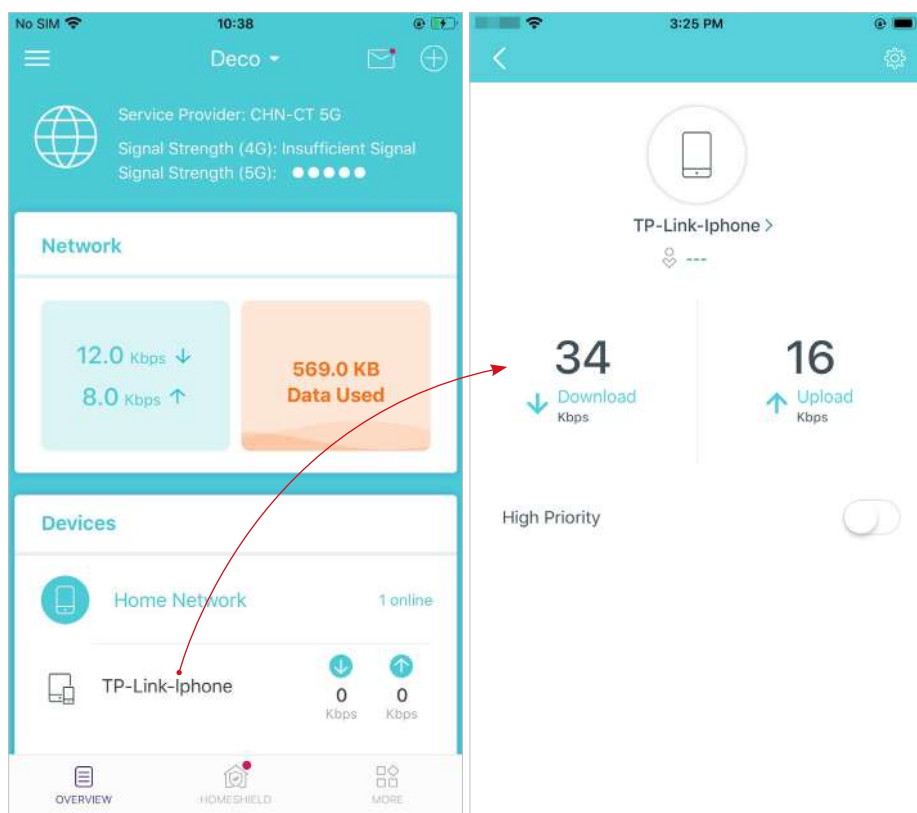 No SIM
10:38
Deco
Service Provider: CHN-CT 5G
Signal Strength (4G): Insufficient Signal
Signal Strength (5G):
Network
12.0 Kbps ↓
8.0 Kbps ↑
569.0 KB
Data Used
Devices
Home Network
1 online
TP-Link-Iphone
0
Kbps
0
Kbps
OVERVIEW
HOMESHIELD
MORE
3:25 PM
TP-Link-Iphone >
---
34
Download
Kbps
16
Upload
Kbps
High Priority